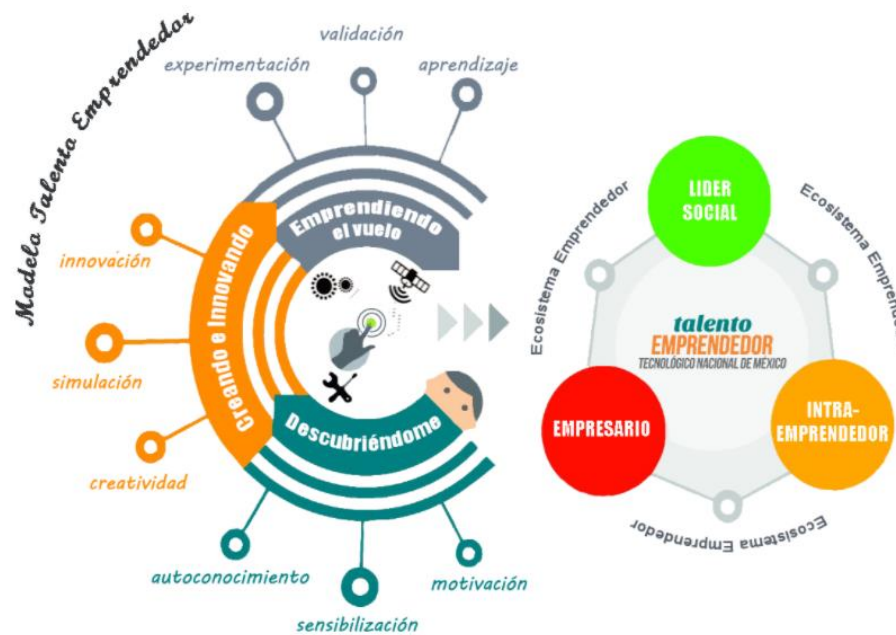 Modelo Talento Emprendedor
validación
experimentación
aprendizaje
Emprendiendo
el vuelo
innovación
simulación
creatividad
Creando e Innovando
Descubriéndome
autoconocimiento
sensibilización
motivación
LIDER
SOCIAL
Ecosistema Emprendedor
Ecosistema Emprende
talento
EMPRENDEDOR
TECNOLÓGICO NACIONAL DE MÉXICO
EMPRESARIO
INTRA-
EMPRENDEDOR
Ecosistema Emprendedor